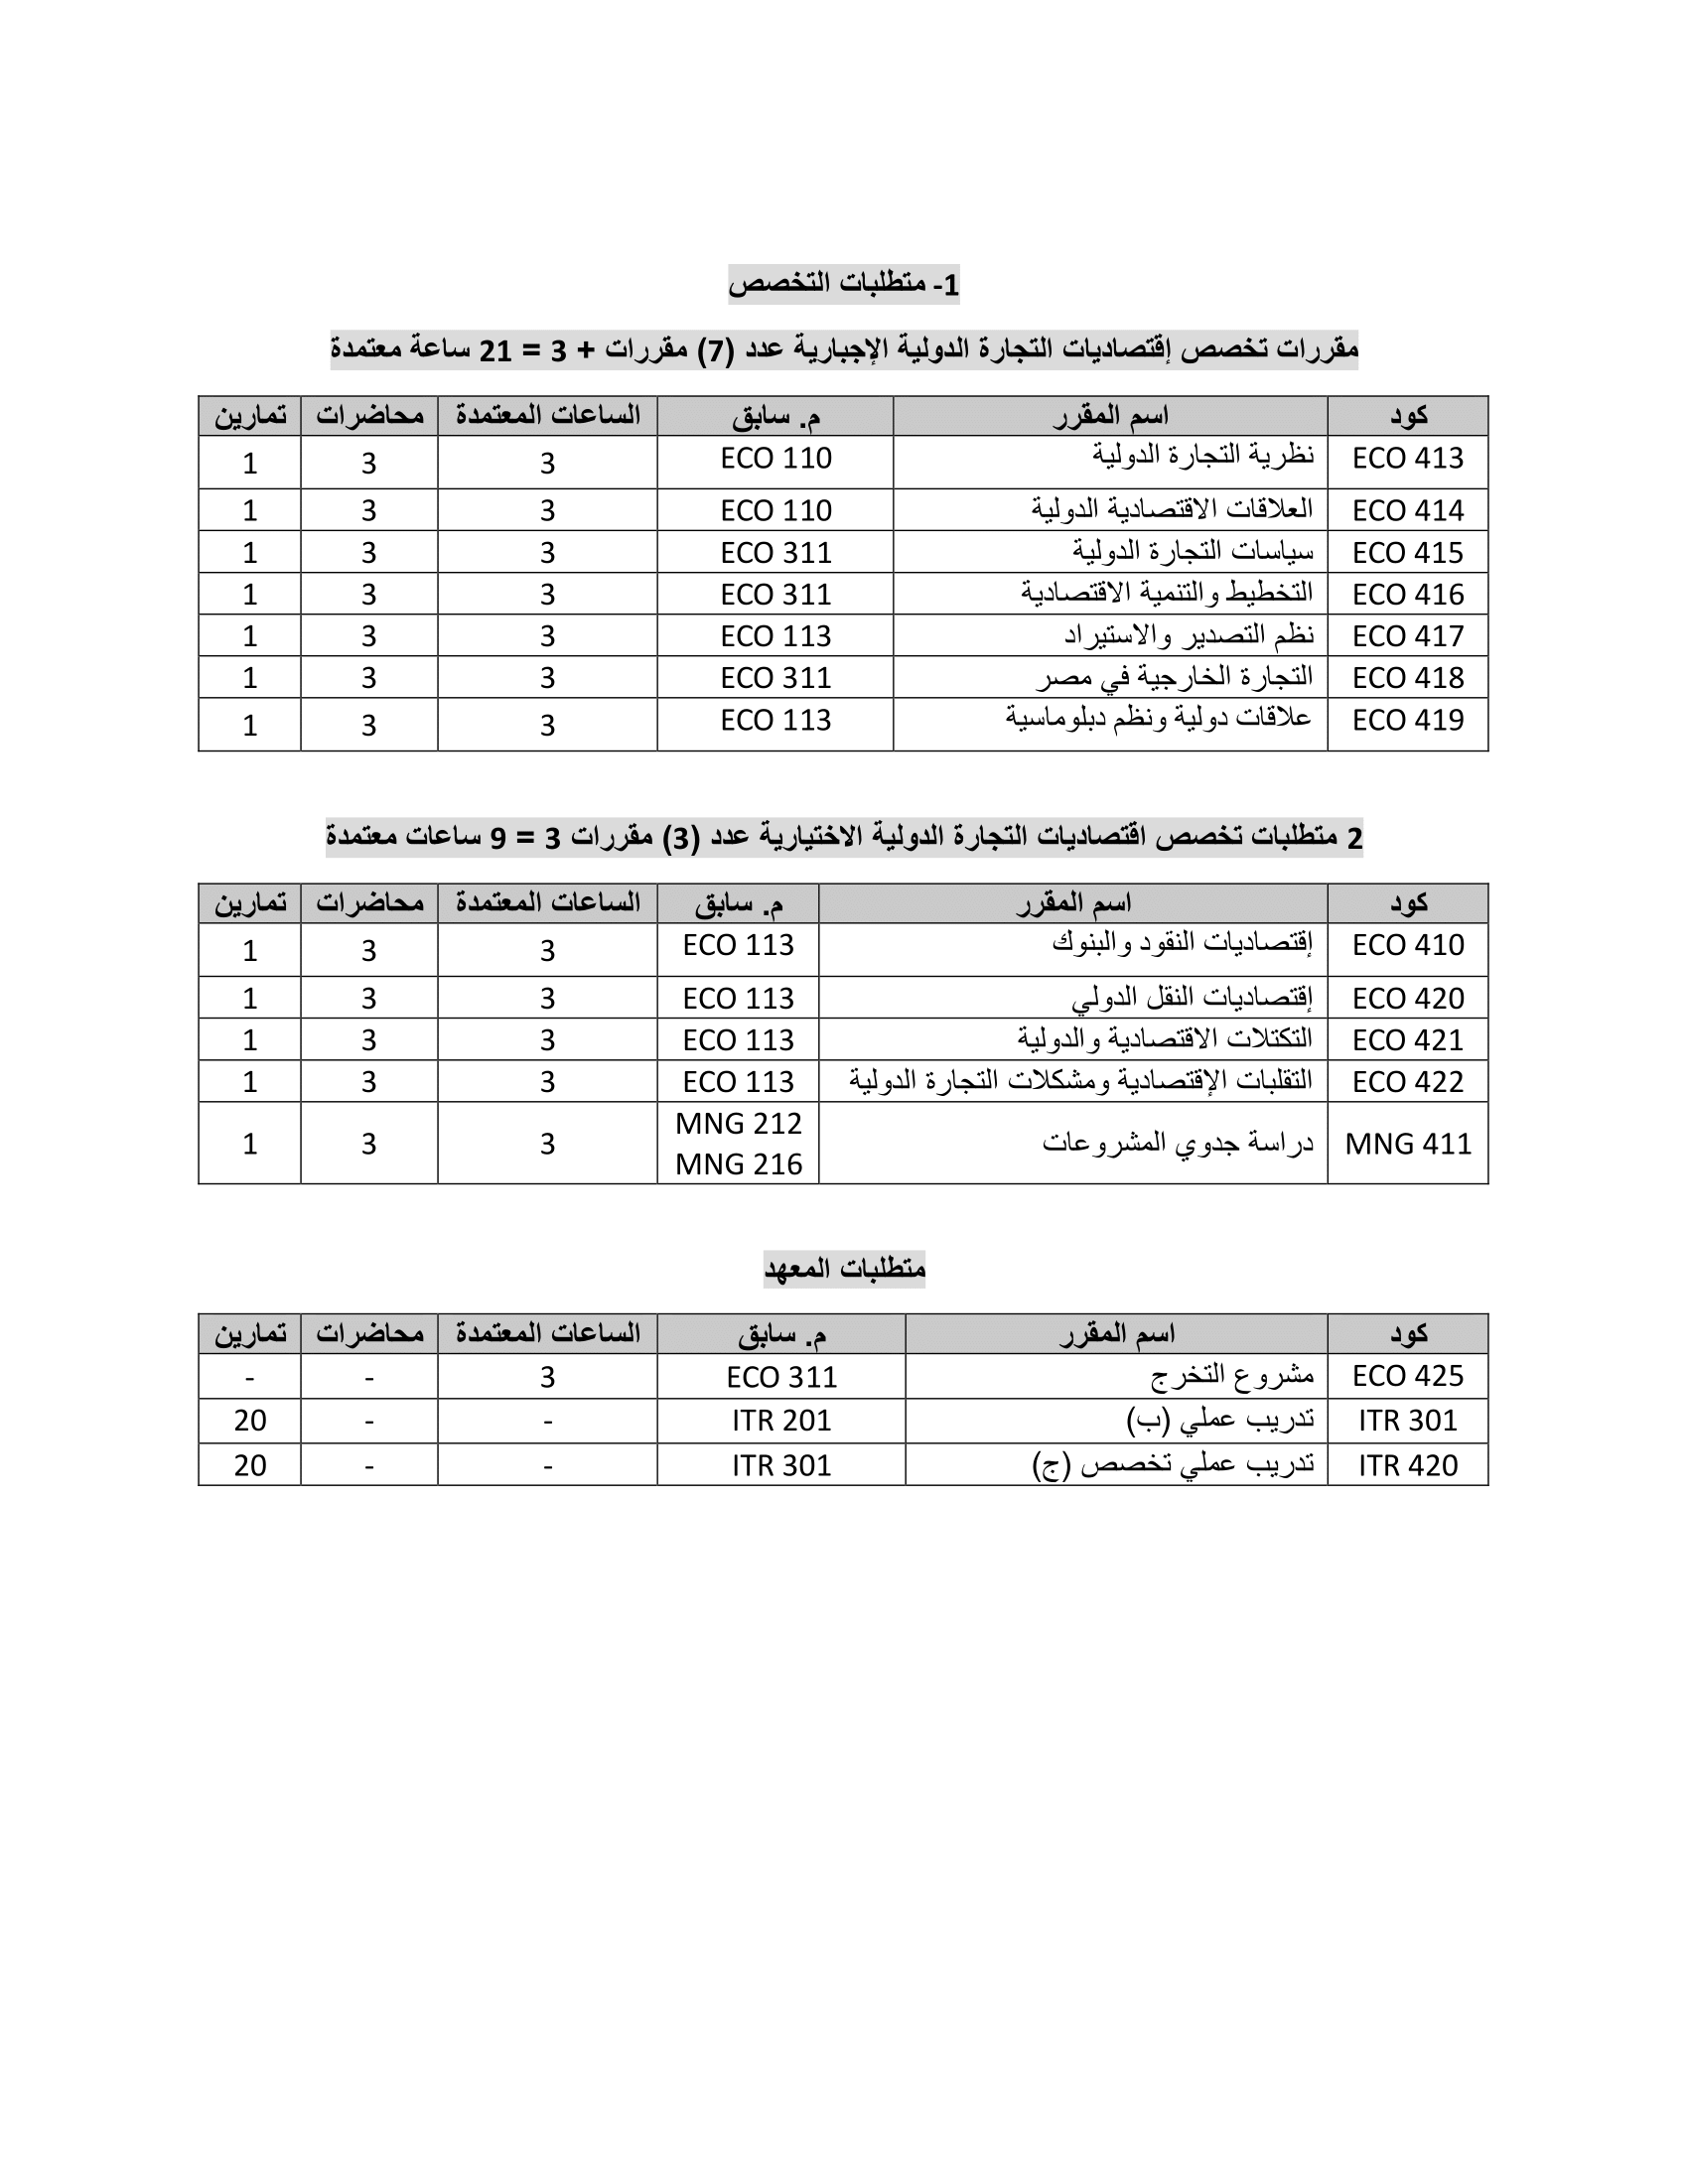 1- متطلبات التخصص
مقررات تخصص إقتصاديات التجارة الدولية الإجبارية عدد (7) مقررات + 3 = 21 ساعة معتمدة
كود اسم المقرر م. سابق الساعات المعتمدة محاضرات تمارين
ECO 413 نظرية التجارة الدولية ECO 110 3 3 1
ECO 414 العلاقات الاقتصادية الدولية ECO 110 3 3 1
ECO 415 سياسات التجارة الدولية ECO 311 3 3 1
ECO 416 التخطيط والتنمية الاقتصادية ECO 311 3 3 1
ECO 417 نظم التصدير والاستيراد ECO 113 3 3 1
ECO 418 التجارة الخارجية في مصر ECO 311 3 3 1
ECO 419 علاقات دولية ونظم دبلوماسية ECO 113 3 3 1
2 متطلبات تخصص اقتصاديات التجارة الدولية الاختيارية عدد (3) مقررات 3 = 9 ساعات معتمدة
كود اسم المقرر م. سابق الساعات المعتمدة محاضرات تمارين
ECO 410 إقتصاديات النقود والبنوك ECO 113 3 3 1
ECO 420 إقتصاديات النقل الدولي ECO 113 3 3 1
ECO 421 التكتلات الاقتصادية والدولية ECO 113 3 3 1
ECO 422 التقلبات الإقتصادية ومشكلات التجارة الدولية ECO 113 3 3 1
MNG 411 دراسة جدوي المشروعات MNG 212 3 3 1
MNG 216
متطلبات المعهد
كود اسم المقرر م. سابق الساعات المعتمدة محاضرات تمارين
ECO 425 مشروع التخرج ECO 311 3 - -
ITR 301 تدريب عملي (ب) ITR 201 - - 20
ITR 420 تدريب عملي تخصص (ج) ITR 301 - - 20